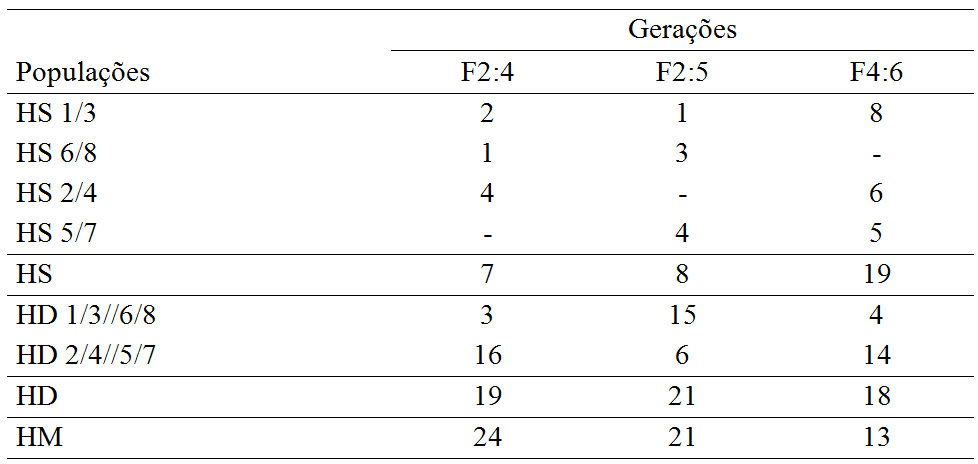 Gerações
Populações F2:4 F2:5 F4:6
HS 1/3 2 1 8
HS 6/8 1 3 -
HS 2/4 4 - 6
HS 5/7 - 4 5
HS 7 8 19
HD 1/3//6/8 3 15 4
HD 2/4//5/7 16 6 14
HD 19 21 18
HM 24 21 13